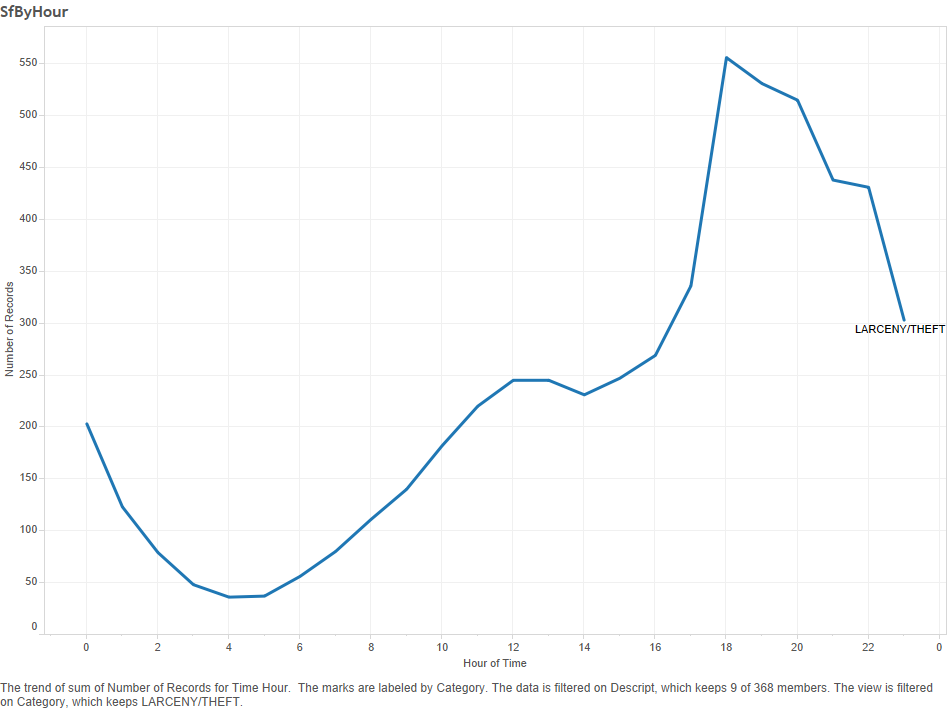 SfByHour
550
500
450
400
350
300
250
200
150
100
50
0
Number of Records
LARCENY/THEFT
0 2 4 6 8 10 12 14 16 18 20 22 0
Hour of Time
The trend of sum of Number of Records for Time Hour.  The marks are labeled by Category. The data is filtered on Descript, which keeps 9 of 368 members. The view is filtered
on Category, which keeps LARCENY/THEFT.